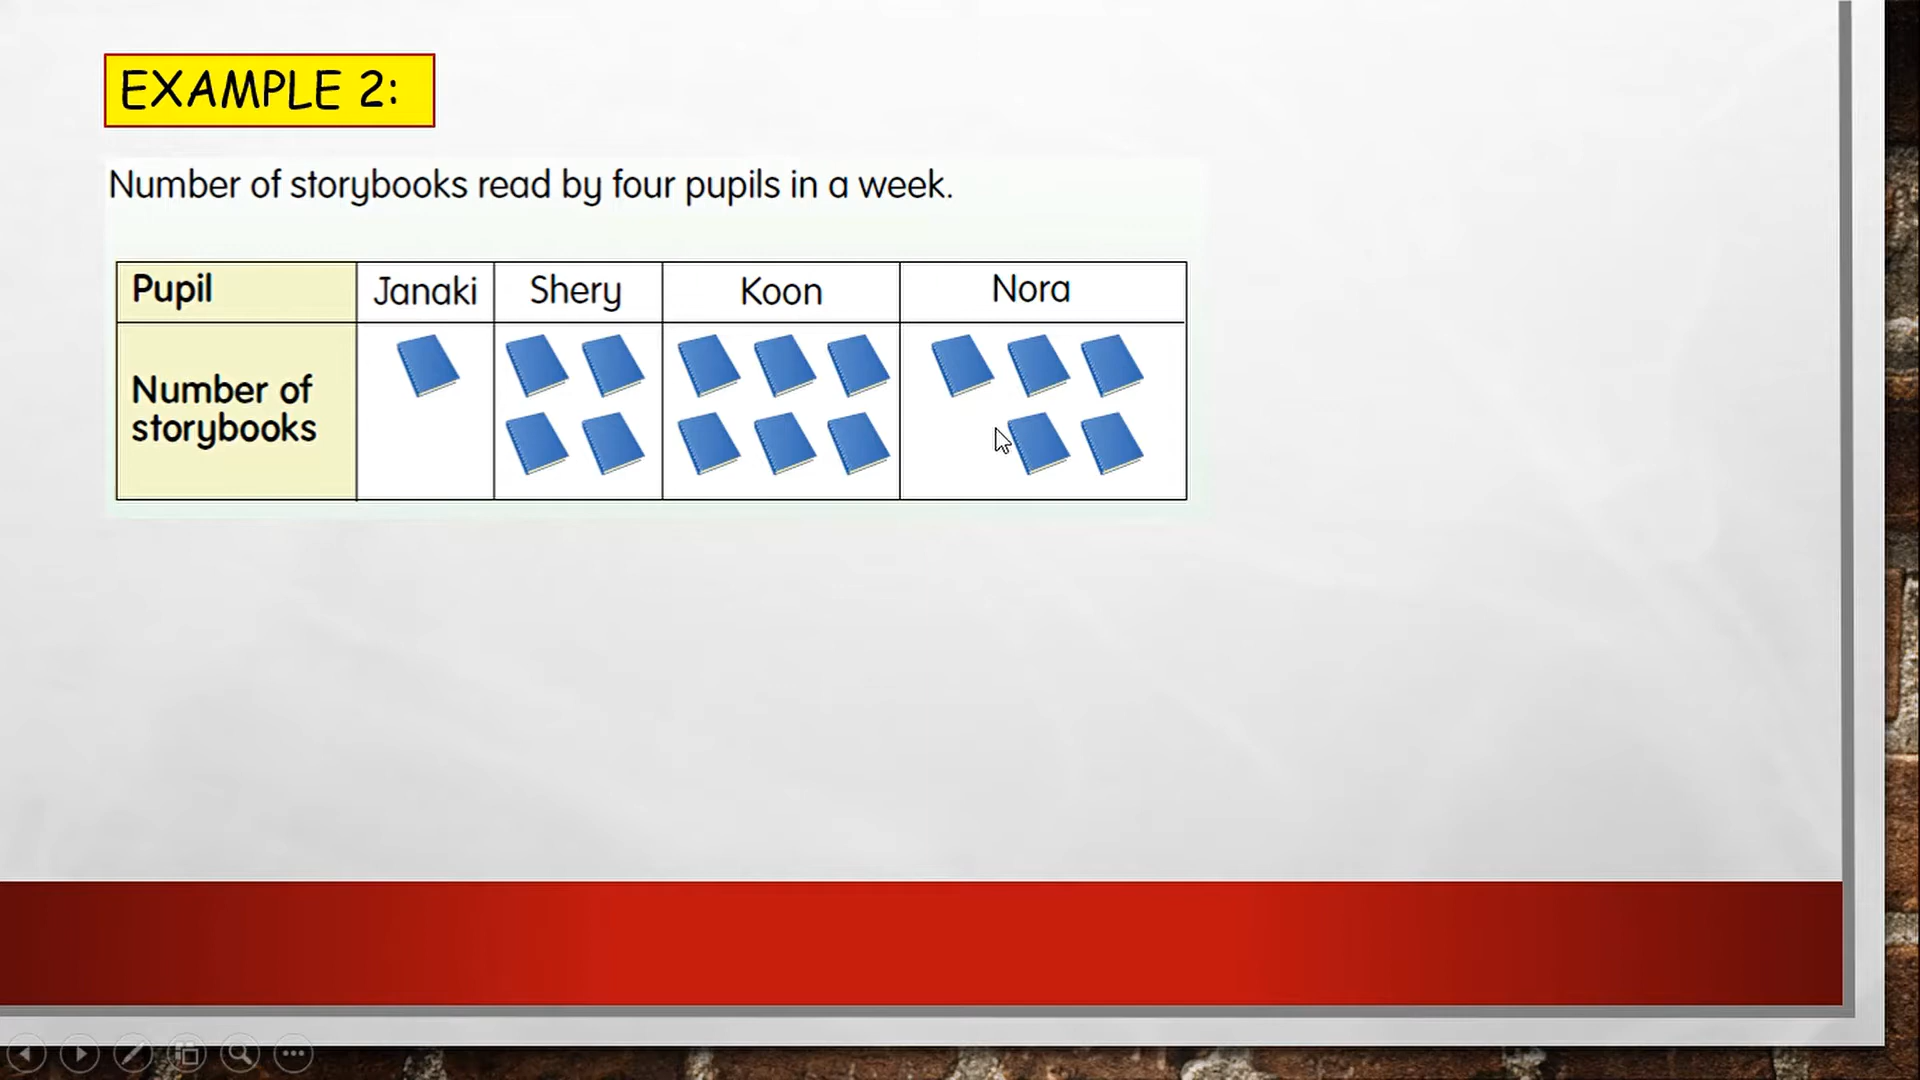 EXAMPLE 2:
Number of storybooks read by four pupils in a week.
Pupil Janaki Shery Koon Nora
Number of
storybooks